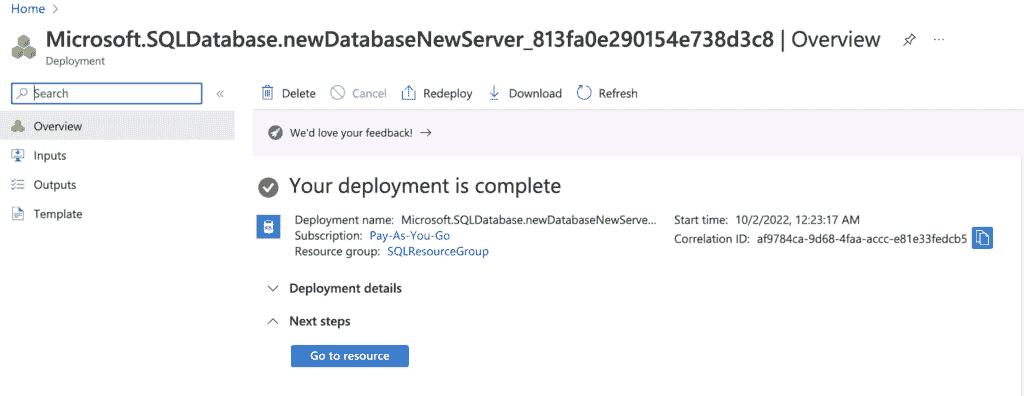 Home >
Microsoft.SQLDatabase.newDatabaseNewServer_813fa0e290154e738d3c8 | Overview
Deployment
Search
Delete Cancel Redeploy Download Refresh
We'd love your feedback! →
Overview
Inputs
Outputs
Template
Your deployment is complete
Deployment name: Microsoft.SQLDatabase.newDatabaseNewServe...
Subscription: Pay-As-You-Go
Resource group: SQLResourceGroup
Start time: 10/2/2022, 12:23:17 AM
Correlation ID: af9784ca-9d68-4faa-accc-e81e33fedcb5
Deployment details
Next steps
Go to resource